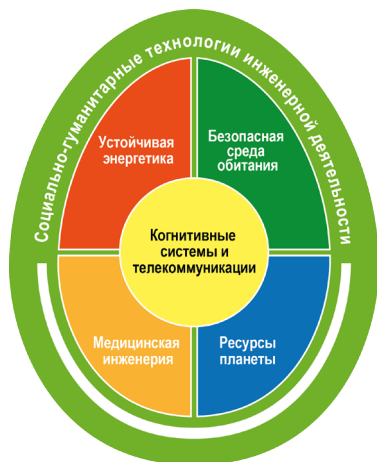 Социально-гуманитарные технологии инженерной деятельности
Устойчивая
энергетика
Безопасная
среда
обитания
Когнитивные
системы и
телекоммуникации
Медицинская
инженерия
Ресурсы
планеты